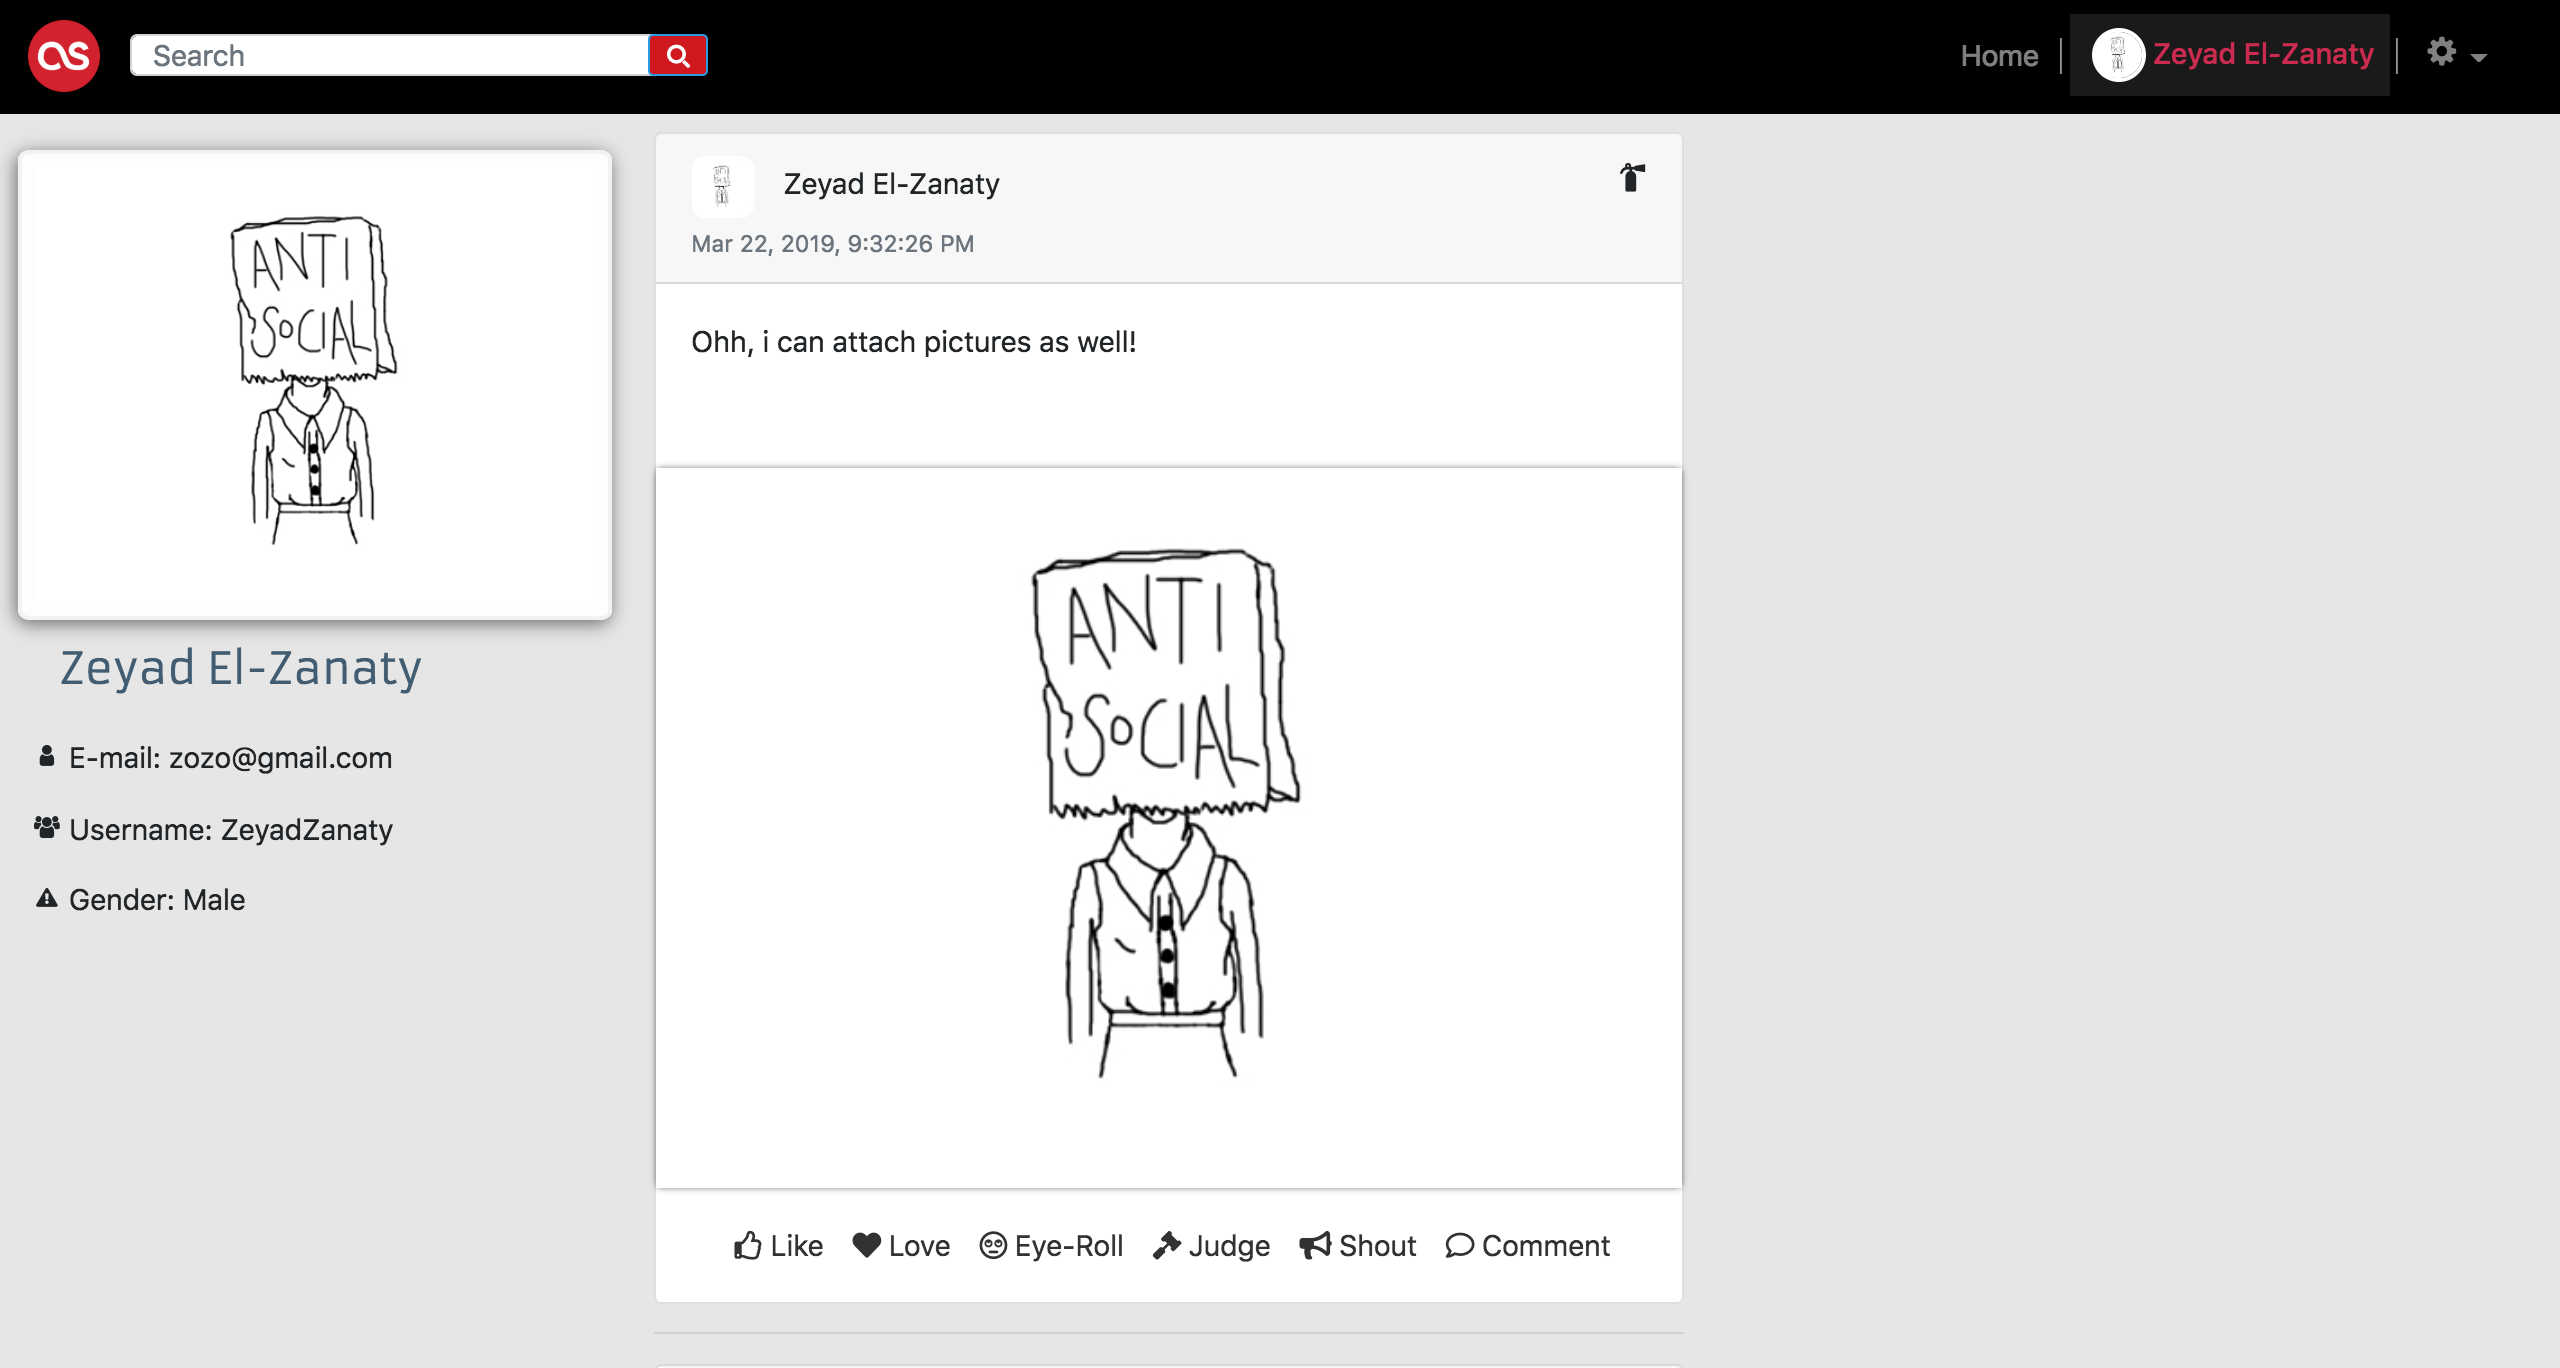 as
Search
Home
Zeyad El-Zanaty
ANTI
SOCIAL
Zeyad El-Zanaty
E-mail: zozo@gmail.com
Username: ZeyadZanaty
Gender: Male
Zeyad El-Zanaty
Mar 22, 2019, 9:32:26 PM
Ohh, i can attach pictures as well!
ANTI
SOCIAL
Like Love Eye-Roll Judge Shout Comment